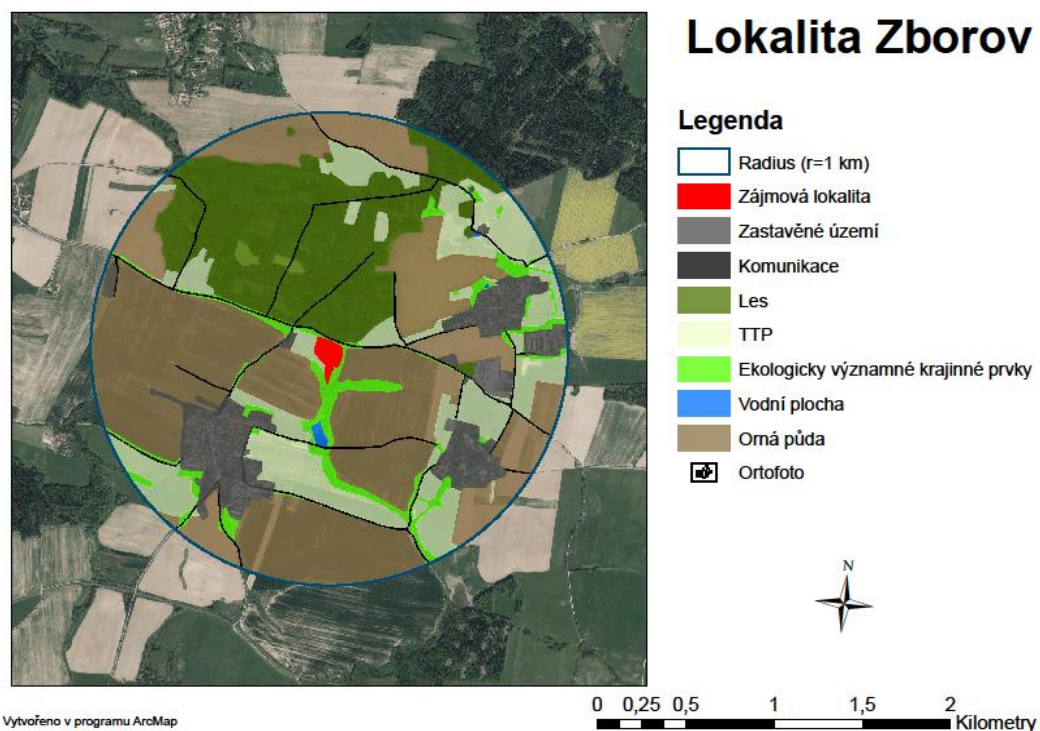 Lokalita Zborov
Legenda
Radius (r=1 km)
Zájmová lokalita
Zastavěné území
Komunikace
Les
TTP
Ekologicky významné krajinné prvky
Vodní plocha
Orná půda
Ortofoto
N
0 0,25 0,5 1 1,5 2
Kilometry
Vytvořeno v programu ArcMap